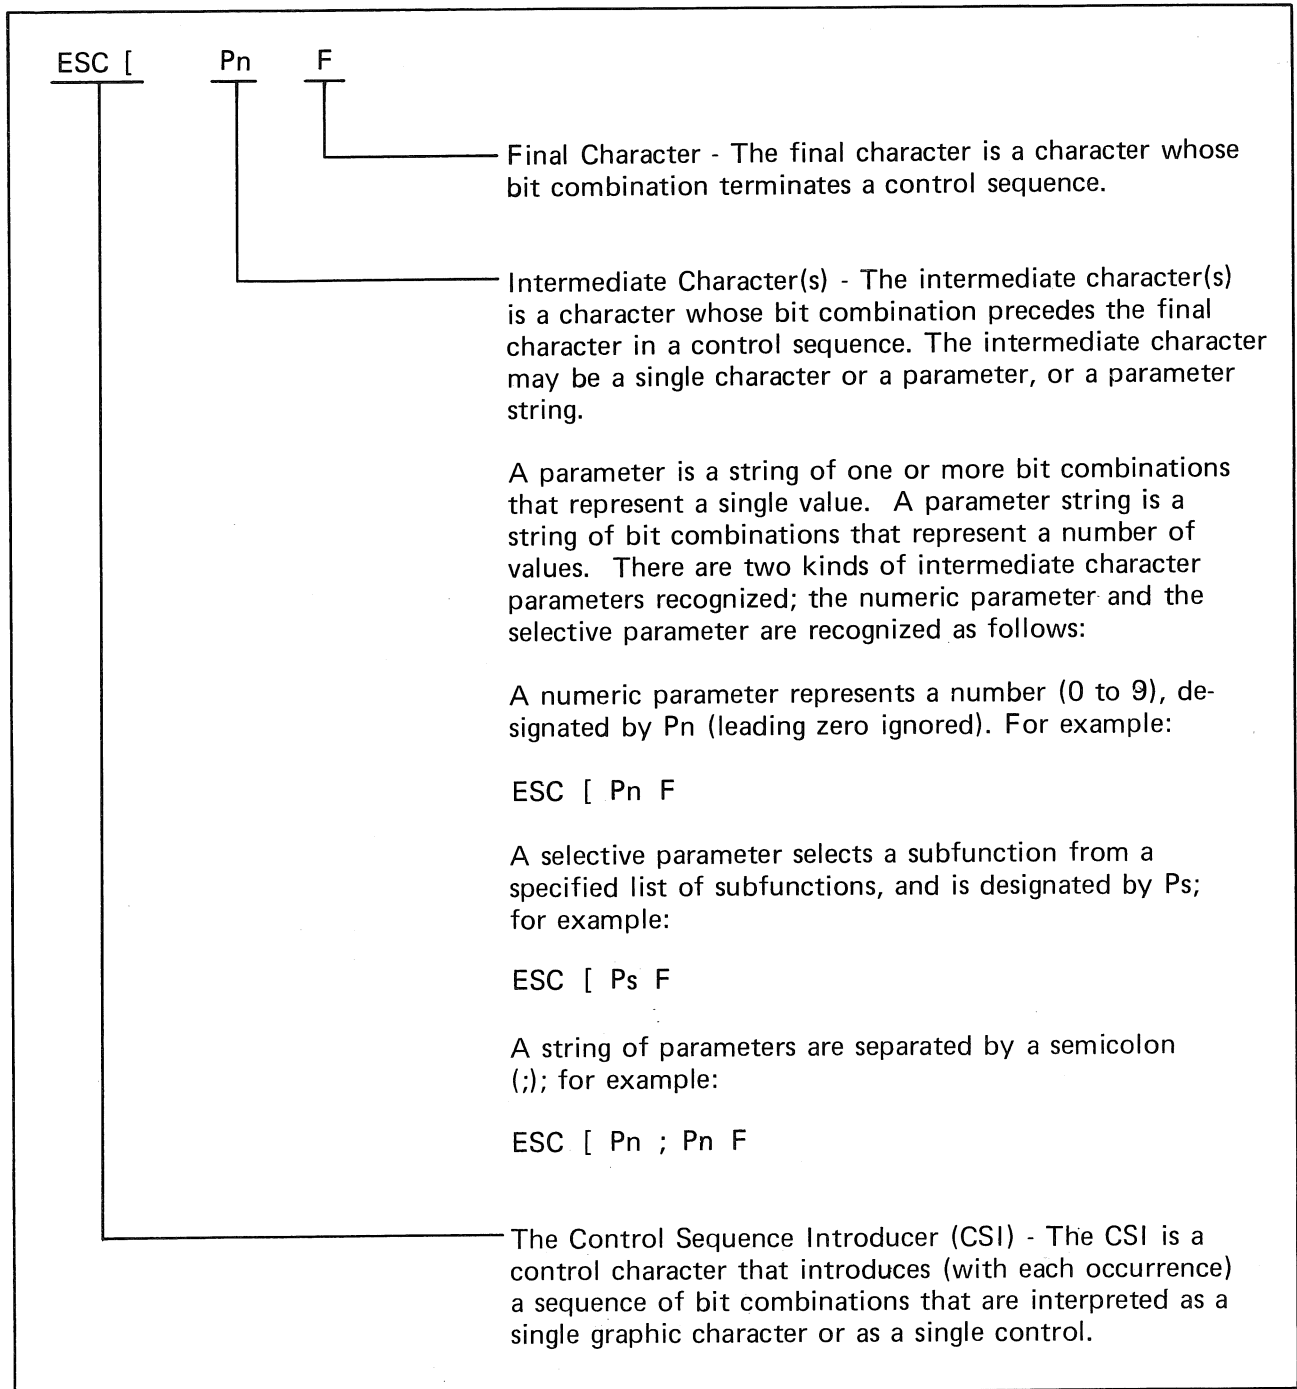 ESC [ Pn F
Final Character - The final character is a character whose
bit combination terminates a control sequence.
Intermediate Character(s) - The intermediate character(s)
is a character whose bit combination precedes the final
character in a control sequence. The intermediate character
may be a single character or a parameter, or a parameter
string.
A parameter is a string of one or more bit combinations
that represent a single value. A parameter string is a
string of bit combinations that represent a number of
values. There are two kinds of intermediate character
parameters recognized; the numeric parameter and the
selective parameter are recognized as follows:
A numeric parameter represents a number (0 to 9), de-
signated by Pn (leading zero ignored). For example:
ESC [ Pn F
A selective parameter selects a subfunction from a
specified list of subfunctions, and is designated by Ps;
for example:
ESC [ Ps F
A string of parameters are separated by a semicolon
(;); for example:
ESC [ Pn ; Pn F
The Control Sequence Introducer (CSI) - The CSI is a
control character that introduces (with each occurrence)
a sequence of bit combinations that are interpreted as a
single graphic character or as a single control.